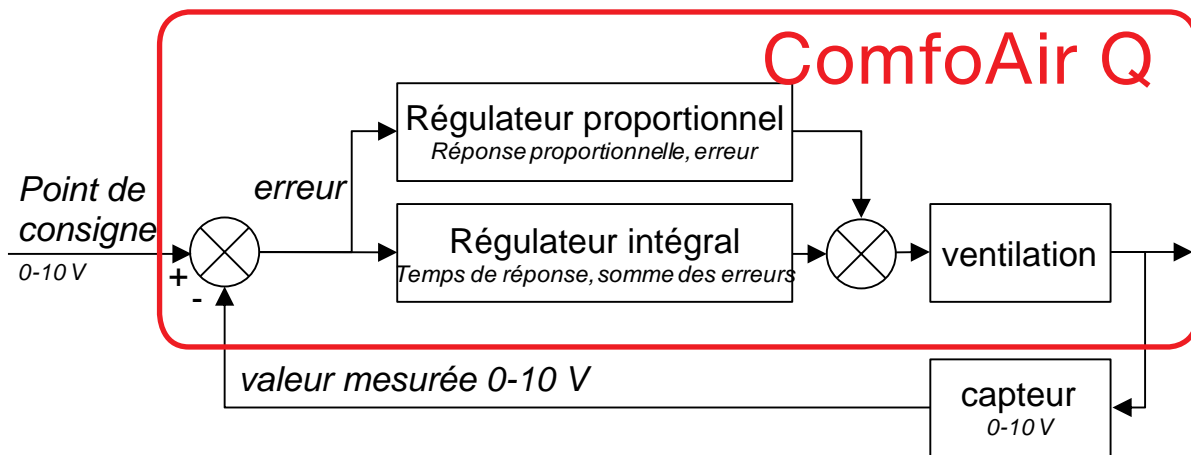 ComfoAir Q
Régulateur proportionnel
Réponse proportionnelle, erreur
Point de
consigne
0-10 V
erreur
+
-
Régulateur intégral
Temps de réponse, somme des erreurs
ventilation
valeur mesurée 0-10 V
capteur
0-10 V